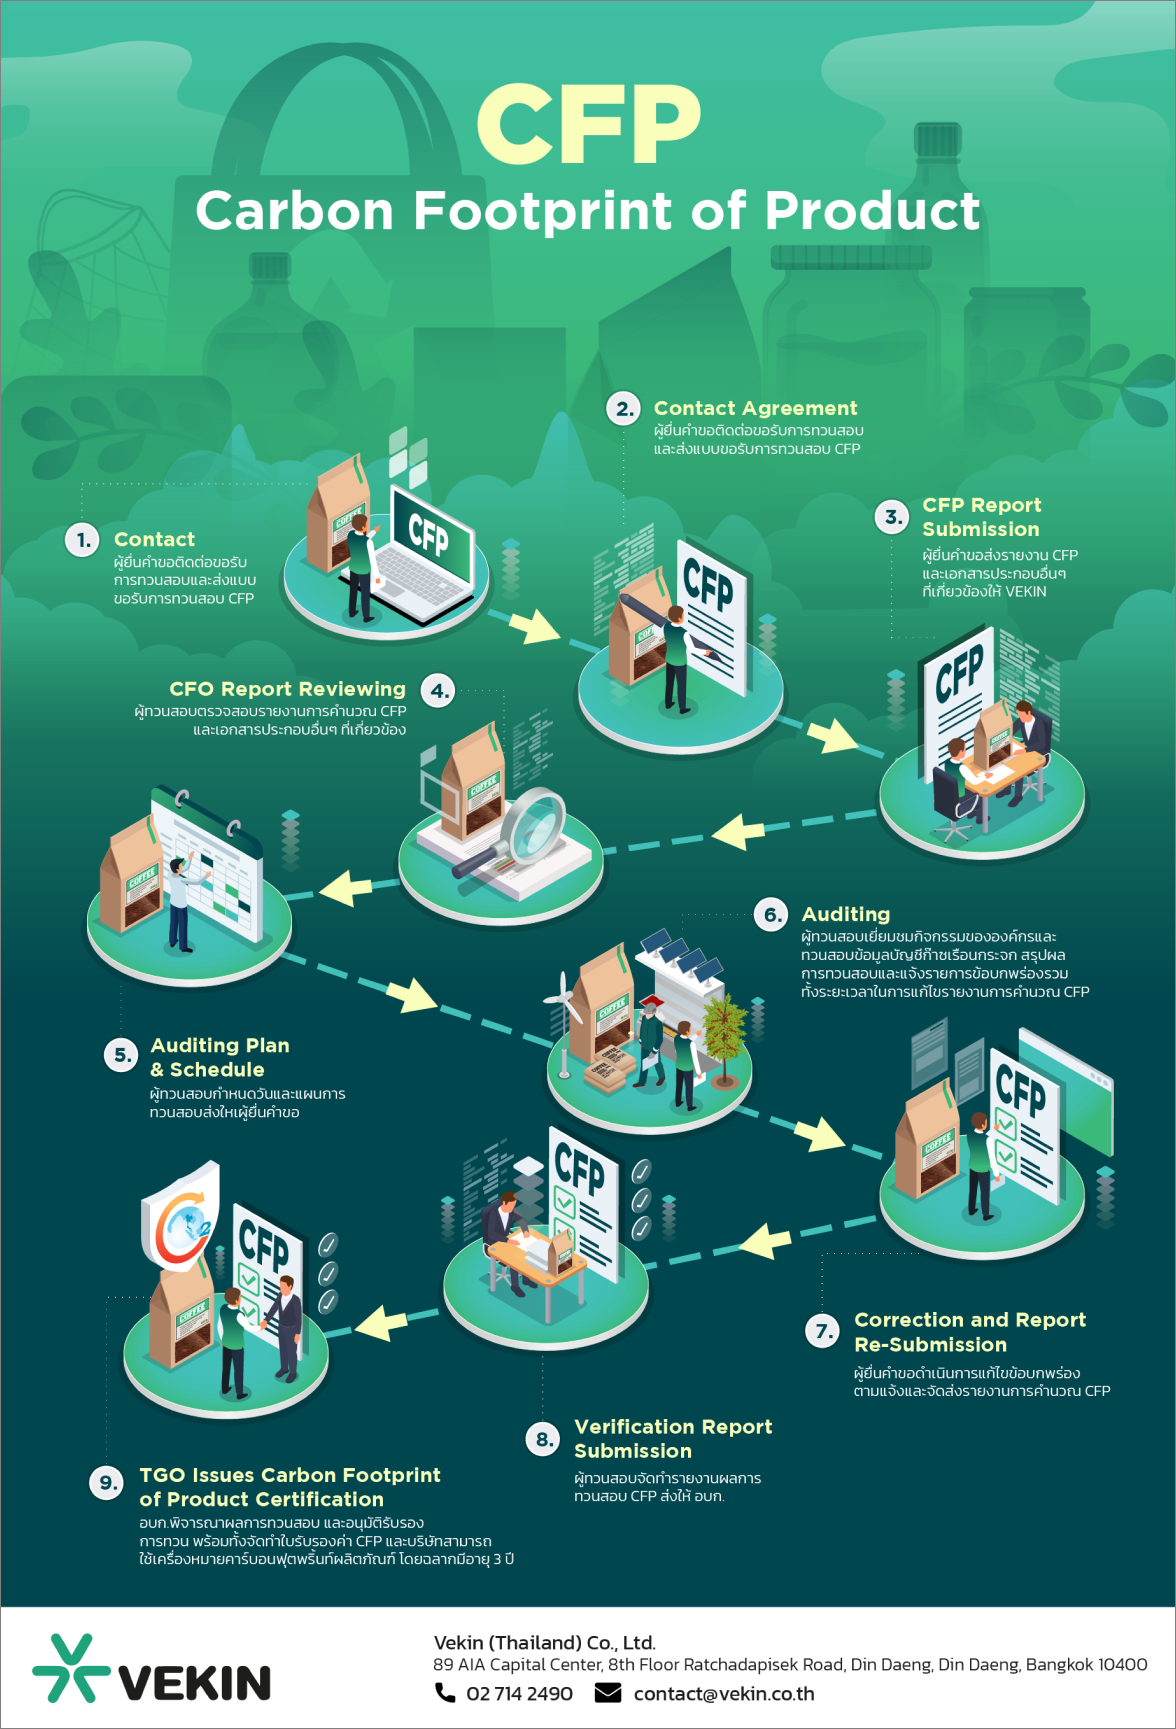 CFP
Carbon Footprint of Product
1.
Contact
ผู้ยื่นคำขอติดต่อขอรับ
การทวนสอบและส่งแบบ
ขอรับการทวนสอบ CFP
COFFEE
CFP
2.
Contact Agreement
ผู้ยื่นคำขอติดต่อขอรับการทวนสอบ
และส่งแบบขอรับการทวนสอบ CFP
CFP
3.
CFP Report
Submission
ผู้ยื่นคำขอส่งรายงาน CFP
และเอกสารประกอบอื่นๆ
ที่เกี่ยวข้องให้ VEKIN
CFP
COFFEE
4.
CFO Report Reviewing
ผู้ทวนสอบตรวจสอบรายงานการคำนวณ CFP
และเอกสารประกอบอื่นๆ ที่เกี่ยวข้อง
COFFEE
5.
Auditing Plan
& Schedule
ผู้ทวนสอบกำหนดวันและแผนการ
ทวนสอบส่งใหเผู้ยื่นคำขอ
COFFEE
6.
Auditing
ผู้ทวนสอบเยี่ยมชมกิจกรรมขององค์กรและ
ทวนสอบข้อมูลบัญชีก๊าซเรือนกระจก สรุปผล
การทวนสอบและแจ้งรายการข้อบกพร่องรวม
ทั้งระยะเวลาในการแก้ไขรายงานการคำนวณ CFP
COFFEE
COFFEE
COFFEE
7.
Correction and Report
Re-Submission
ผู้ยื่นคำขอดำเนินการแก้ไขข้อบกพร่อง
ตามแจ้งและจัดส่งรายงานการคำนวณ CFP
COFFEE
CFP
8.
Verification Report
Submission
ผู้ทวนสอบจัดทำรายงานผลการ
ทวนสอบ CFP ส่งให้ อบก.
CFP
9.
TGO Issues Carbon Footprint
of Product Certification
อบก.พิจารณาผลการทวนสอบ และอนุมัติรับรอง
การทวน พร้อมทั้งจัดทำใบรับรองค่า CFP และบริษัทสามารถ
ใช้เครื่องหมายคาร์บอนฟุตพริ้นท์ผลิตภัณฑ์ โดยฉลากมีอายุ 3 ปี
2
COFFEE
CFP
VEKIN
Vekin (Thailand) Co., Ltd.
89 AIA Capital Center, 8th Floor Ratchadapisek Road, Din Daeng, Din Daeng, Bangkok 10400
02 714 2490 contact@vekin.co.th